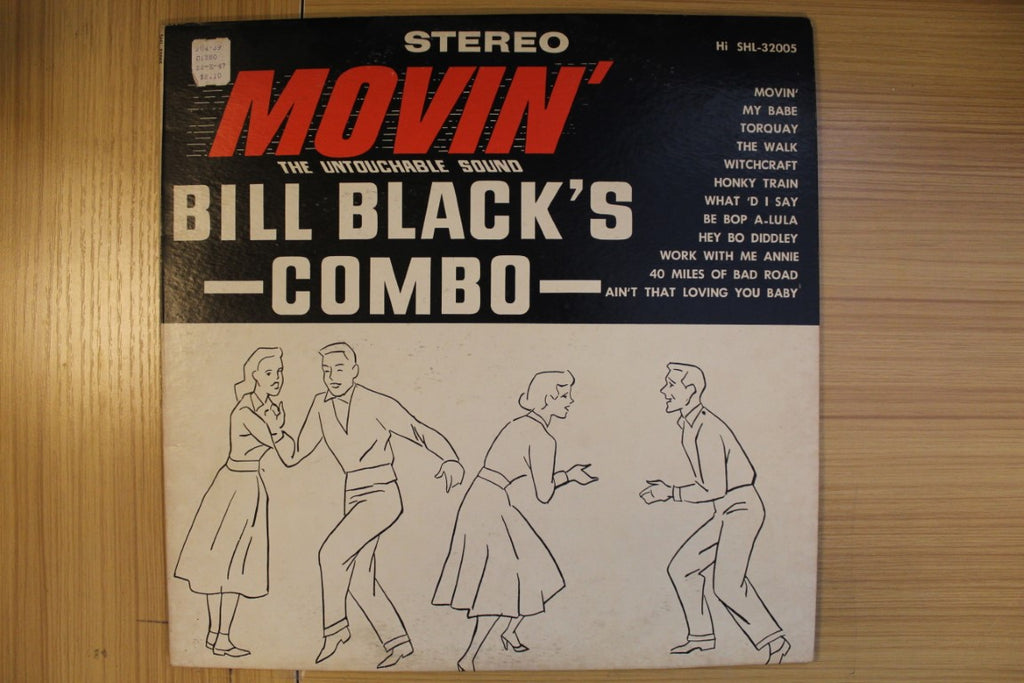 STEREO
Hi SHL-32005
MOVIN'
THE UNTOUCHABLE SOUND
BILL BLACK'S
COMBO
MOVIN'
MY BABE
TORQUAY
THE WALK
WITCHCRAFT
HONKY TRAIN
WHAT 'D I SAY
BE BOP A-LULA
HEY BO DIDDLEY
WORK WITH ME ANNIE
40 MILES OF BAD ROAD
AIN'T THAT LOVING YOU BABY